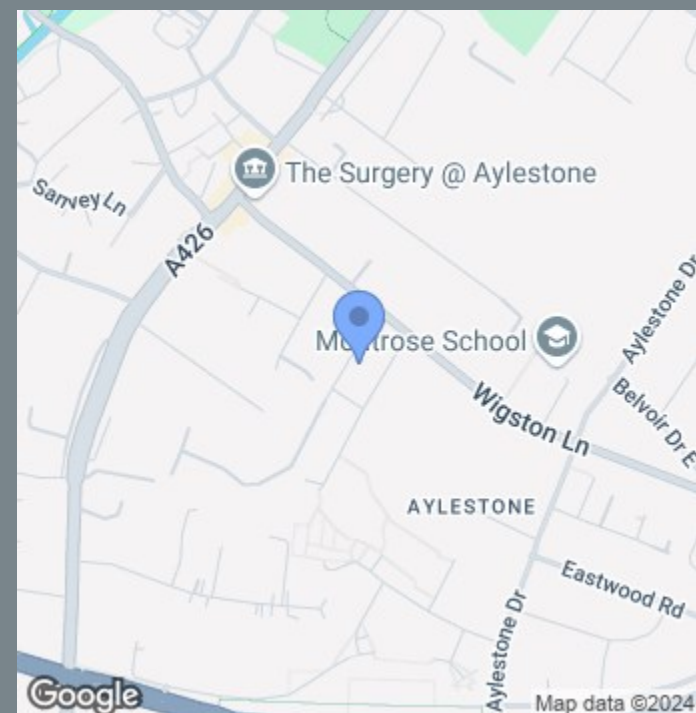 The Surgery @ Aylestone
Sanvey Ln
A426
Aylestone Dr
Montrose School
Belvoir Dr E
Wigston Ln
AYLESTONE
Eastwood Rd
Aylestone Dr
Google
Map data ©2024